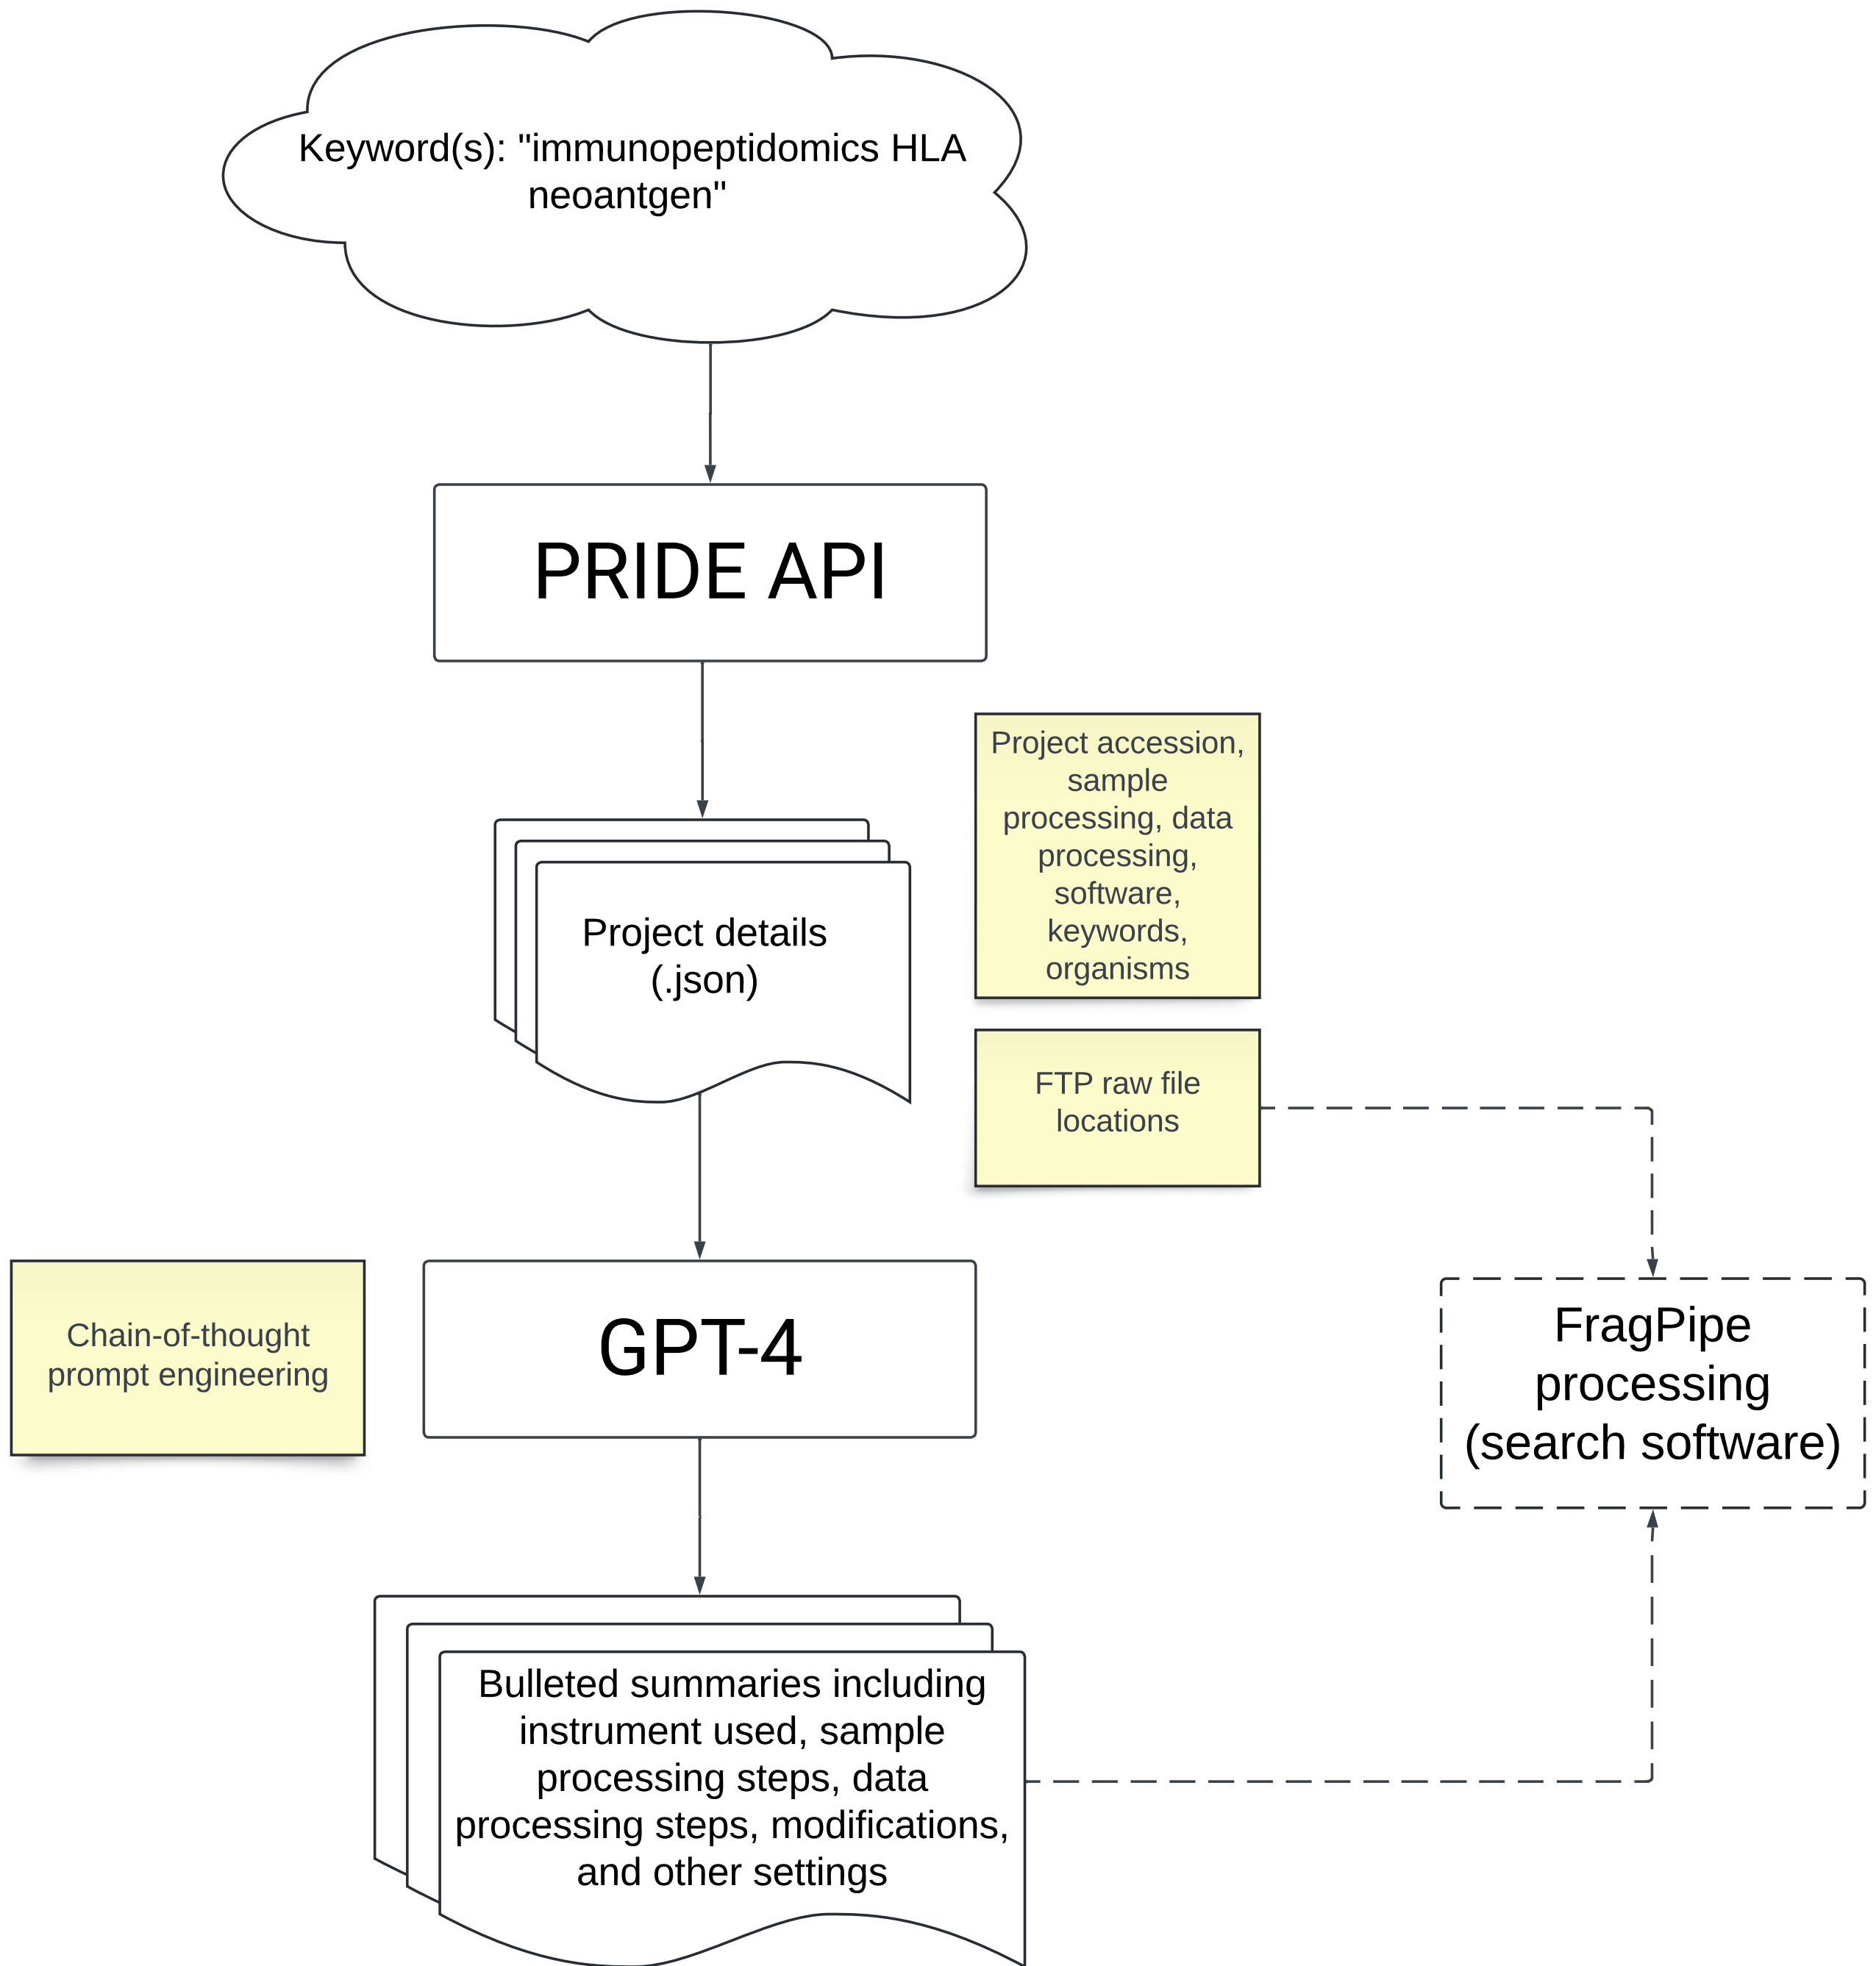 Keyword(s): "immunopeptidomics HLA
neoantgen"
PRIDE API
Project accession,
sample
processing, data
processing,
software,
keywords,
organisms
Project details
(.json)
FTP raw file
locations
Chain-of-thought
prompt engineering
GPT-4
FragPipe
processing
(search software)
Bulleted summaries including
instrument used, sample
processing steps, data
processing steps, modifications,
and other settings